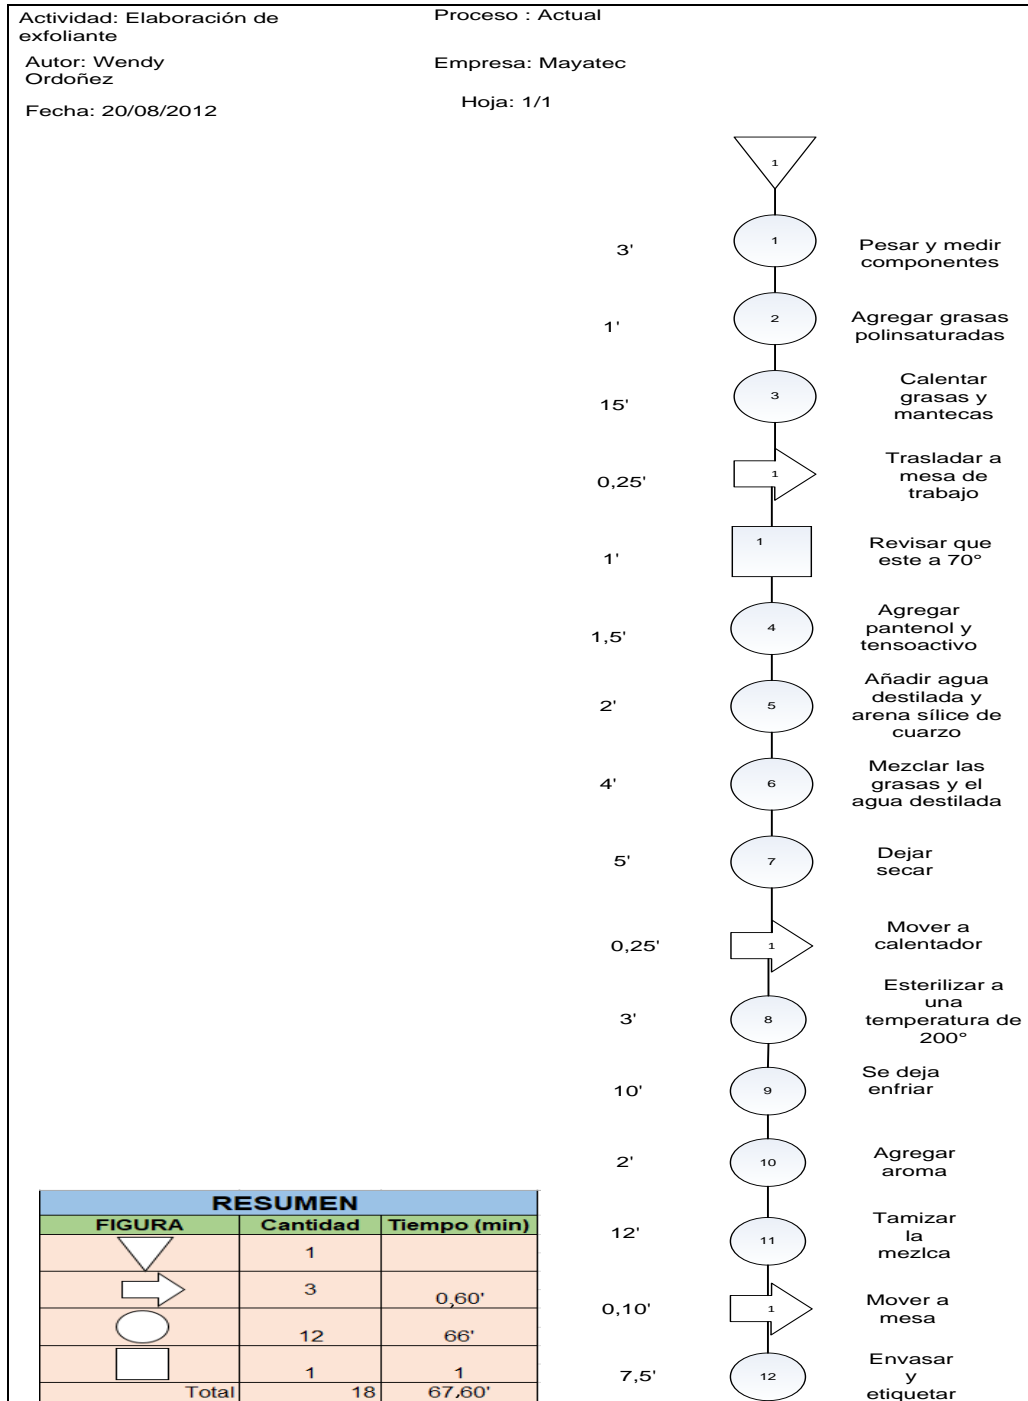 Actividad: Elaboración de
exfoliante
Proceso : Actual
Autor: Wendy
Ordoñez
Empresa: Mayatec
Fecha: 20/08/2012
Hoja: 1/1
1
3'
1
Pesar y medir
componentes
1'
2
Agregar grasas
polinsaturadas
15'
3
Calentar
grasas y
mantecas
0,25'
1
Trasladar a
mesa de
trabajo
1'
1
Revisar que
este a 70°
1,5'
4
Agregar
pantenol y
tensoactivo
2'
5
Añadir agua
destilada y
arena sílice de
cuarzo
4'
6
Mezclar las
grasas y el
agua destilada
5'
7
Dejar
secar
0,25'
1
Mover a
calentador
3'
8
Esterilizar a
una
temperatura de
200°
10'
9
Se deja
enfriar
2'
10
Agregar
aroma
12'
11
Tamizar
la
mezlca
0,10'
1
Mover a
mesa
7,5'
12
Envasar
y
etiquetar
RESUMEN
FIGURA Cantidad Tiempo (min)
1
3 0,60'
12 66'
1 1
Total 18 67,60'